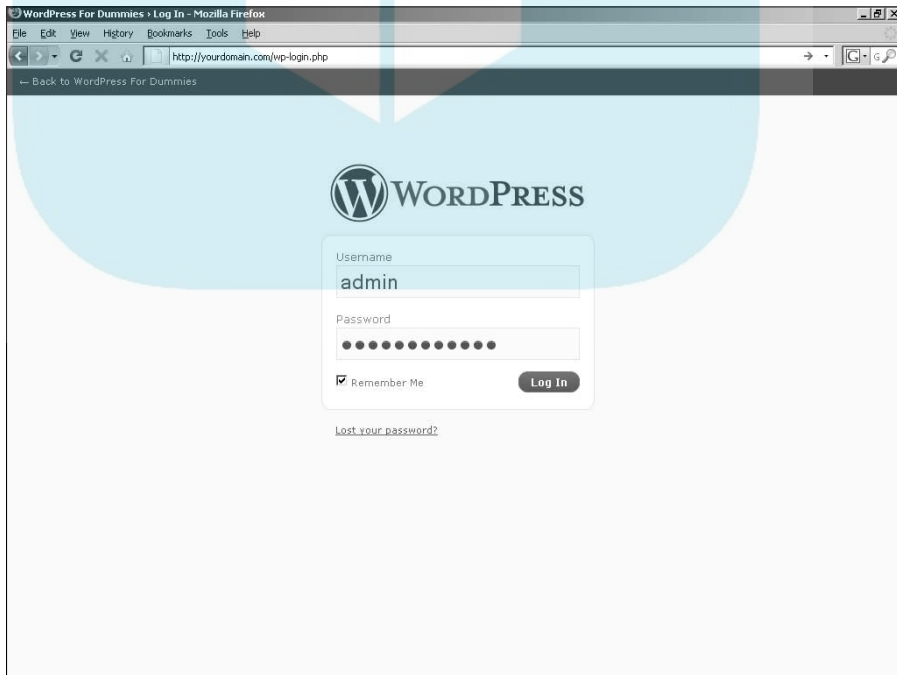 WordPress For Dummies › Log In - Mozilla Firefox
File Edit View History Bookmarks Tools Help
http://yourdomain.com/wp-login.php
G G
← Back to WordPress For Dummies
W WORDPRESS
Username
admin
Password
Remember Me
Log In
Lost your password?